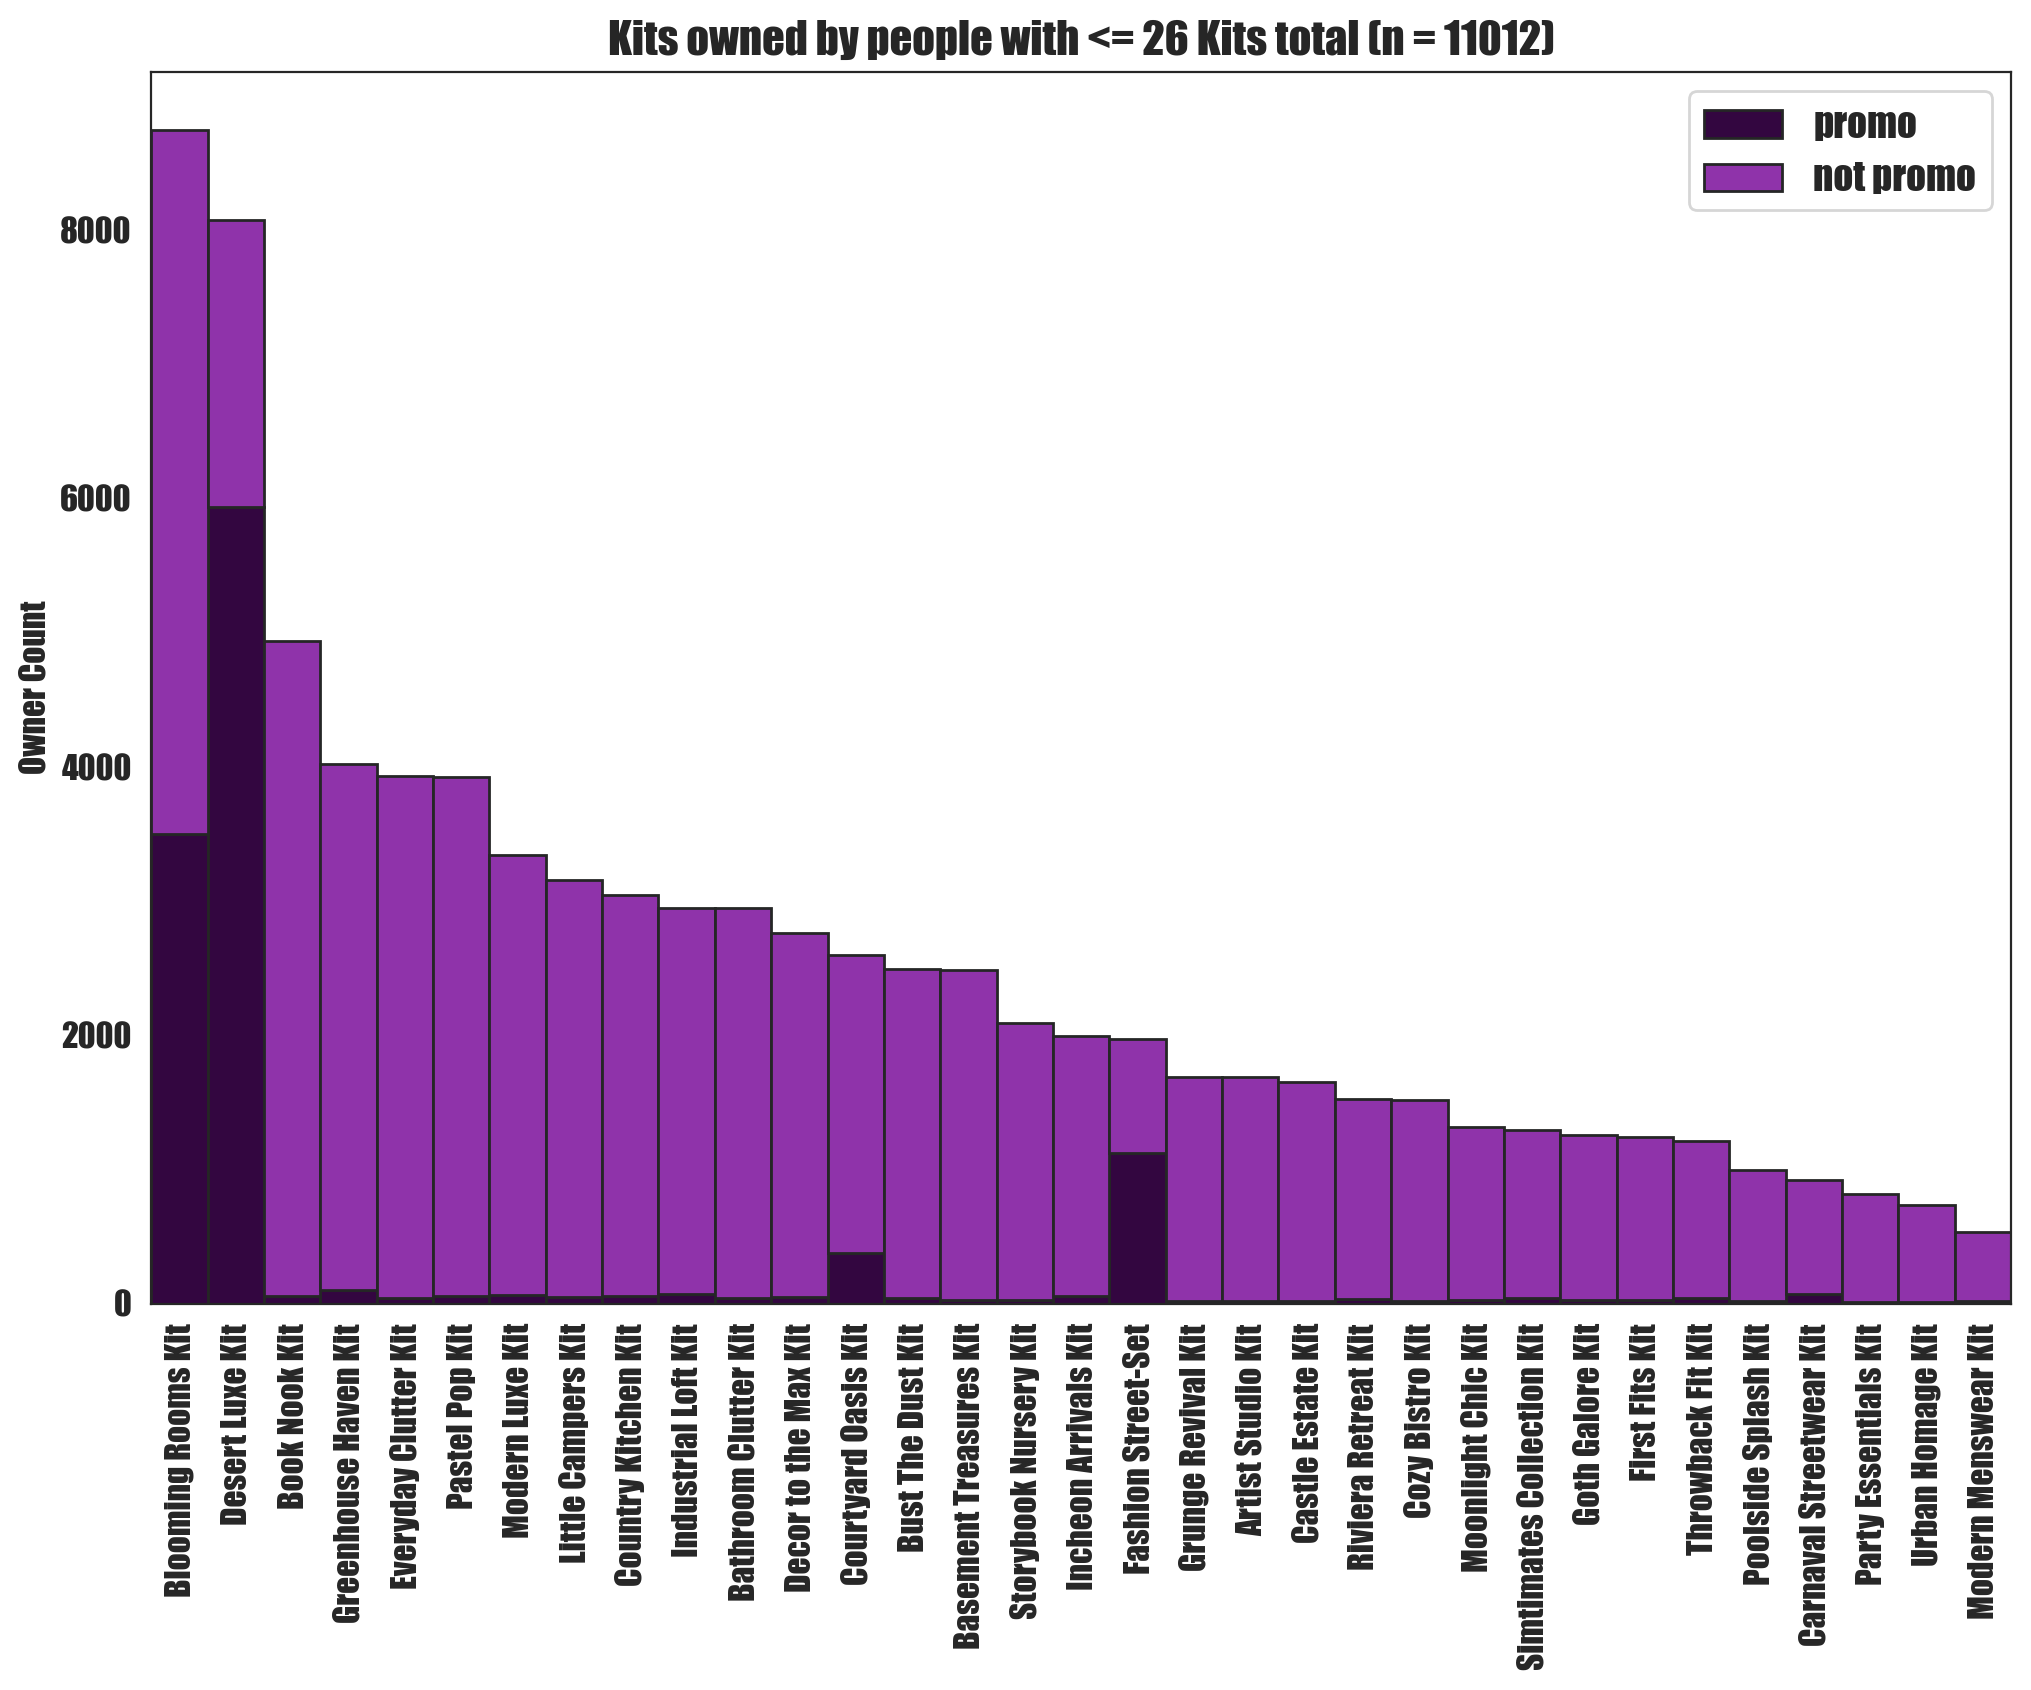 Kits owned by people with <= 26 Kits total (n = 11012)
promo
not promo
Owner Count
8000
6000
4000
2000
0
Blooming Rooms Kit
Desert Luxe Kit
Book Nook Kit
Greenhouse Haven Kit
Everyday Clutter Kit
Pastel Pop Kit
Modern Luxe Kit
Little Campers Kit
Country Kitchen Kit
Industrial Loft Kit
Bathroom Clutter Kit
Decor to the Max Kit
Courtyard Oasis Kit
Bust The Dust Kit
Basement Treasures Kit
Storybook Nursery Kit
Incheon Arrivals Kit
Fashion Street-Set
Grunge Revival Kit
Artist Studio Kit
Castle Estate Kit
Riviera Retreat Kit
Cozy Bistro Kit
Moonlight Chic Kit
Simtimates Collection Kit
Goth Galore Kit
First Fits Kit
Throwback Fit Kit
Poolside Splash Kit
Carnaval Streetwear Kit
Party Essentials Kit
Urban Homage Kit
Modern Menswear Kit